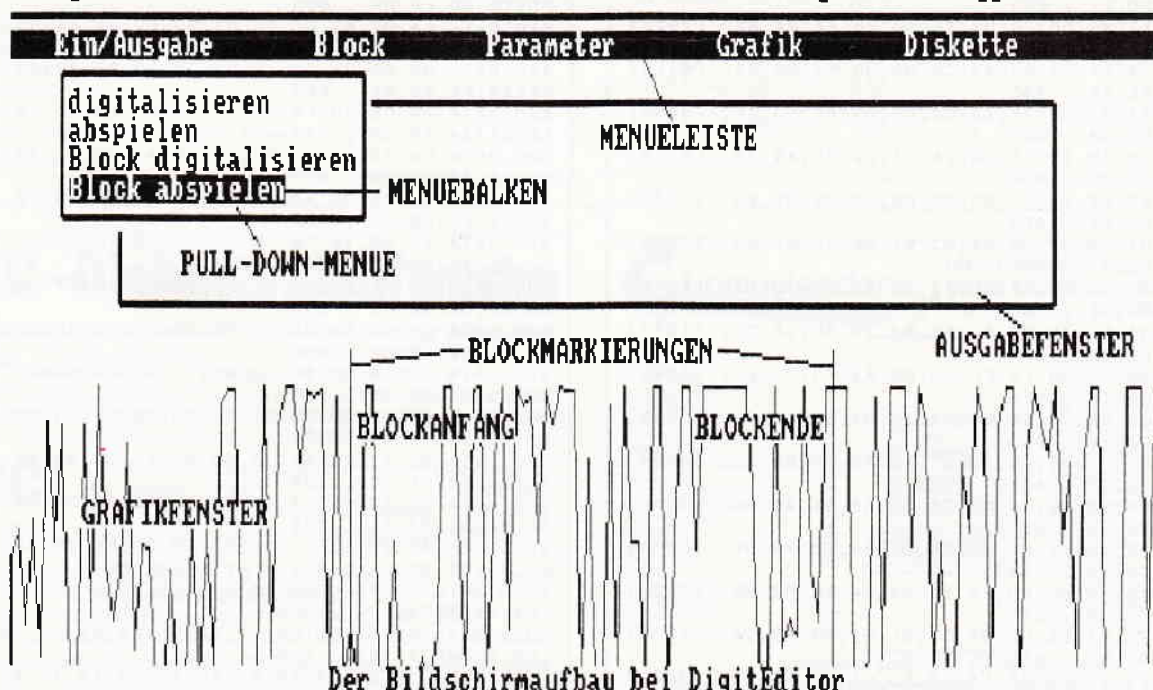 Ein/Ausgabe Block Parameter Grafik Diskette
digitalisieren
abspielen
Block digitalisieren
Block abspielen
MENUELEISTE
MENUEBALKEN
PULL-DOWN-MENUE
AUSGABEFENSTER
BLOCKMARKIERUNGEN
BLOCKANFANG
BLOCKENDE
GRAFIKFENSTER
Der Bildschirmaufbau bei DigitEditor